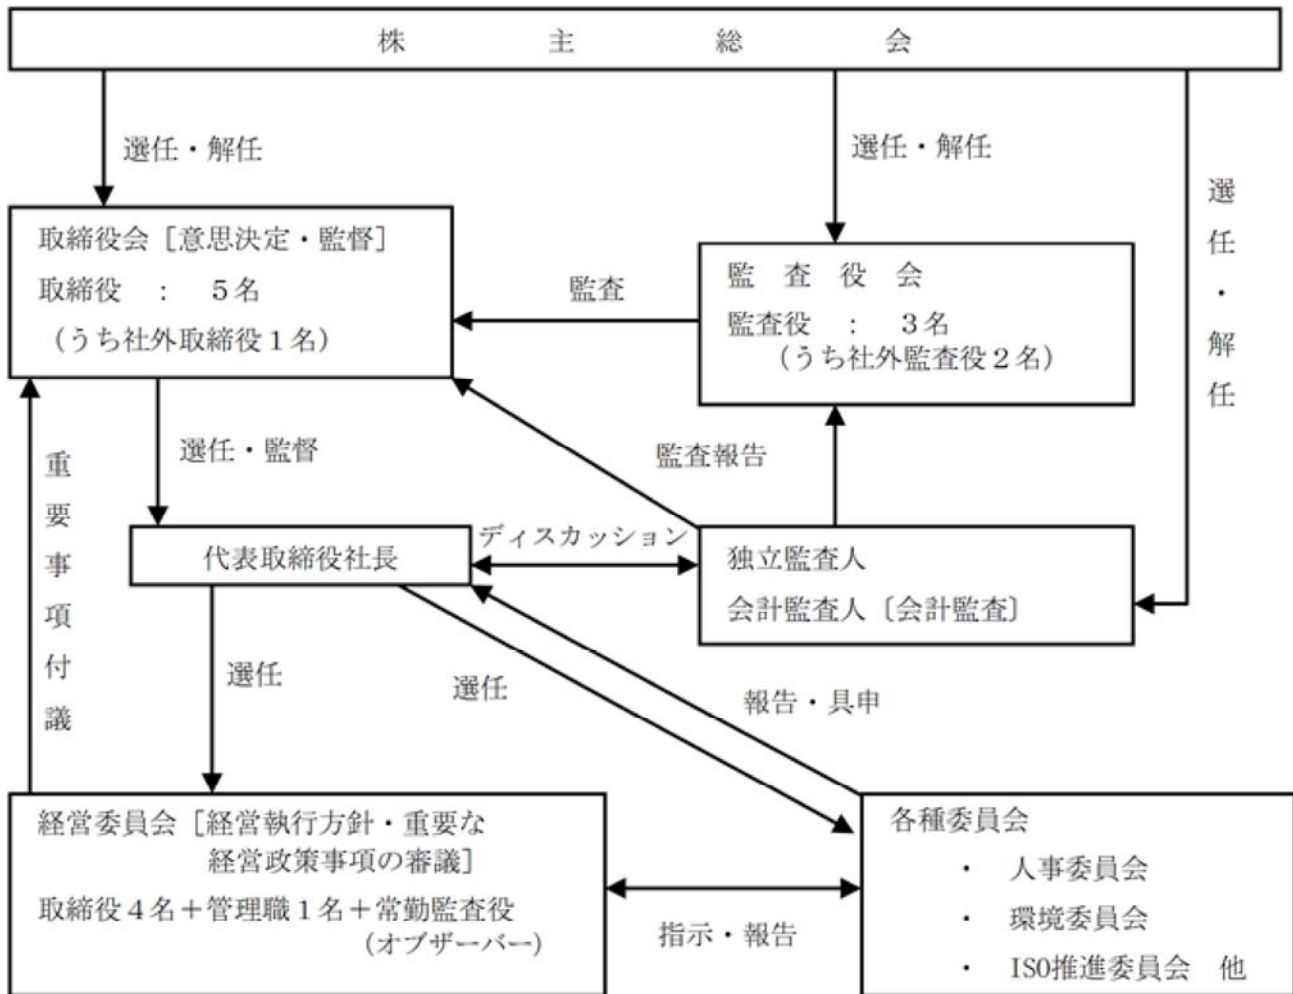 株　主　総　会
選任・解任
選任・解任
選任・解任
取締役会［意思決定・監督］
取締役　：　５名
（うち社外取締役１名）
監査
監　査　役　会
監査役　：　３名
（うち社外監査役２名）
選任・監督
監査報告
重要事項付議
代表取締役社長
ディスカッション
独立監査人
会計監査人〔会計監査〕
選任
選任
報告・具申
経営委員会［経営執行方針・重要な
経営政策事項の審議］
取締役４名＋管理職１名＋常勤監査役
（オブザーバー）
指示・報告
各種委員会
・　人事委員会
・　環境委員会
・　ISO推進委員会　他